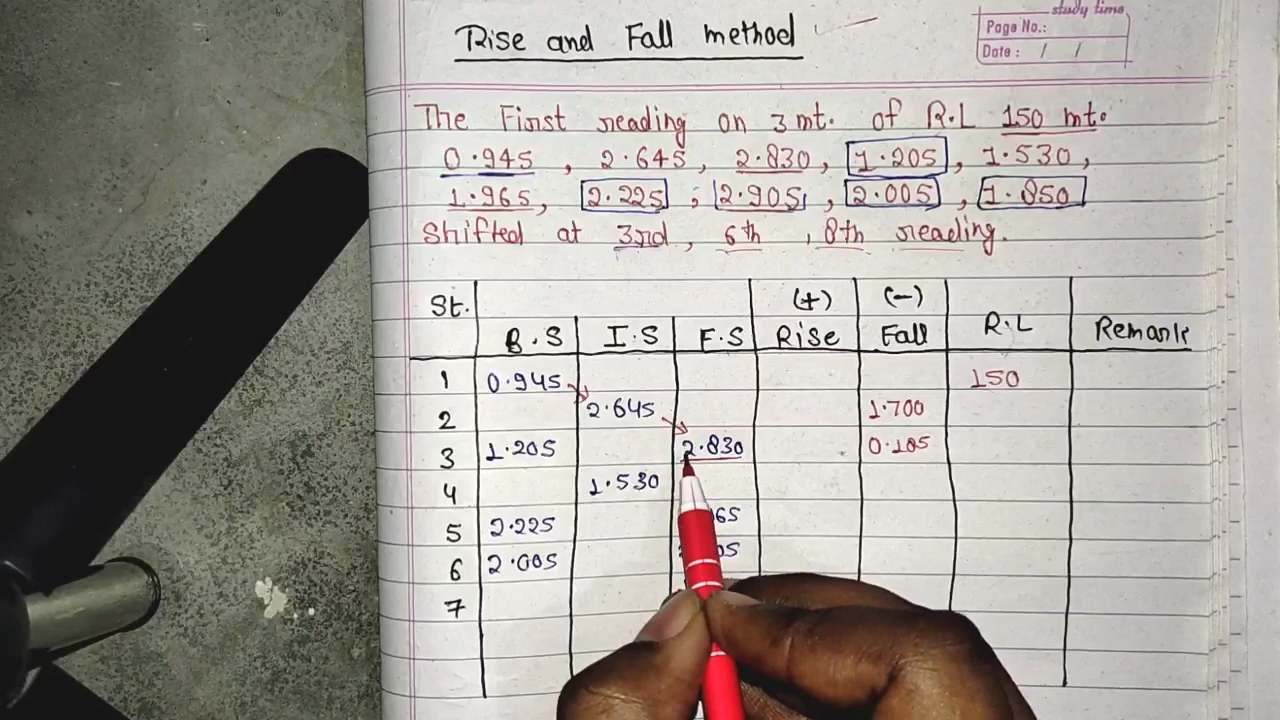 study time
Page No.:
Date : / /
Rise and Fall method
The First reading on 3 mt. of R.L 150 mt.
0.945, 2.645, 2.830, 1.205, 1.530,
1.965, 2.225, 2.905, 2.005, 1.850
Shifted at 3rd, 6th, 8th reading.
St. B.S I.S F.S (+) Rise (-) Fall R.L Remark
1 0.945 150
2 2.645 1.700
3 1.205 2.830 0.185
4 1.530
5 2.225 65
6 2.005 05
7